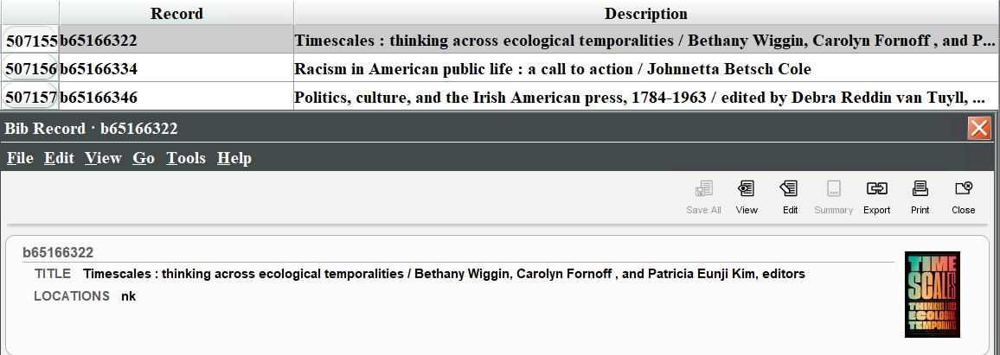 Record Description
507155 b65166322 Timescales : thinking across ecological temporalities / Bethany Wiggin, Carolyn Fornoff , and P...
507156 b65166334 Racism in American public life : a call to action / Johnnetta Betsch Cole
507157 b65166346 Politics, culture, and the Irish American press, 1784-1963 / edited by Debra Reddin van Tuyll, ...
Bib Record · b65166322
File Edit View Go Tools Help
Save All View Edit Summary Export Print Close
b65166322
TITLE Timescales : thinking across ecological temporalities / Bethany Wiggin, Carolyn Fornoff , and Patricia Eunji Kim, editors
LOCATIONS nk
TIME
SCALES
THINKING
ECOLOGICAL